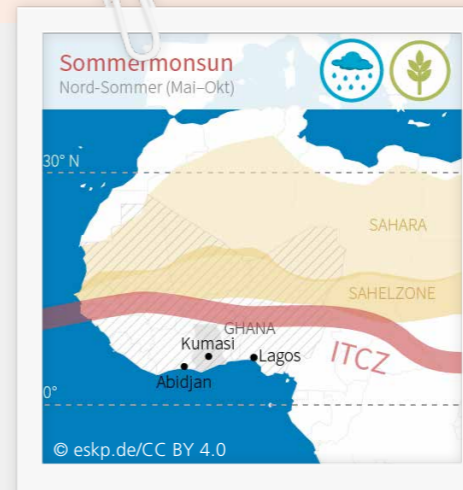 Sommermonsun
Nord-Sommer (Mai–Okt)
30° N
SAHARA
SAHELZONE
GHANA
Kumasi
Lagos
ITCZ
Abidjan
0°
© eskp.de/CC BY 4.0